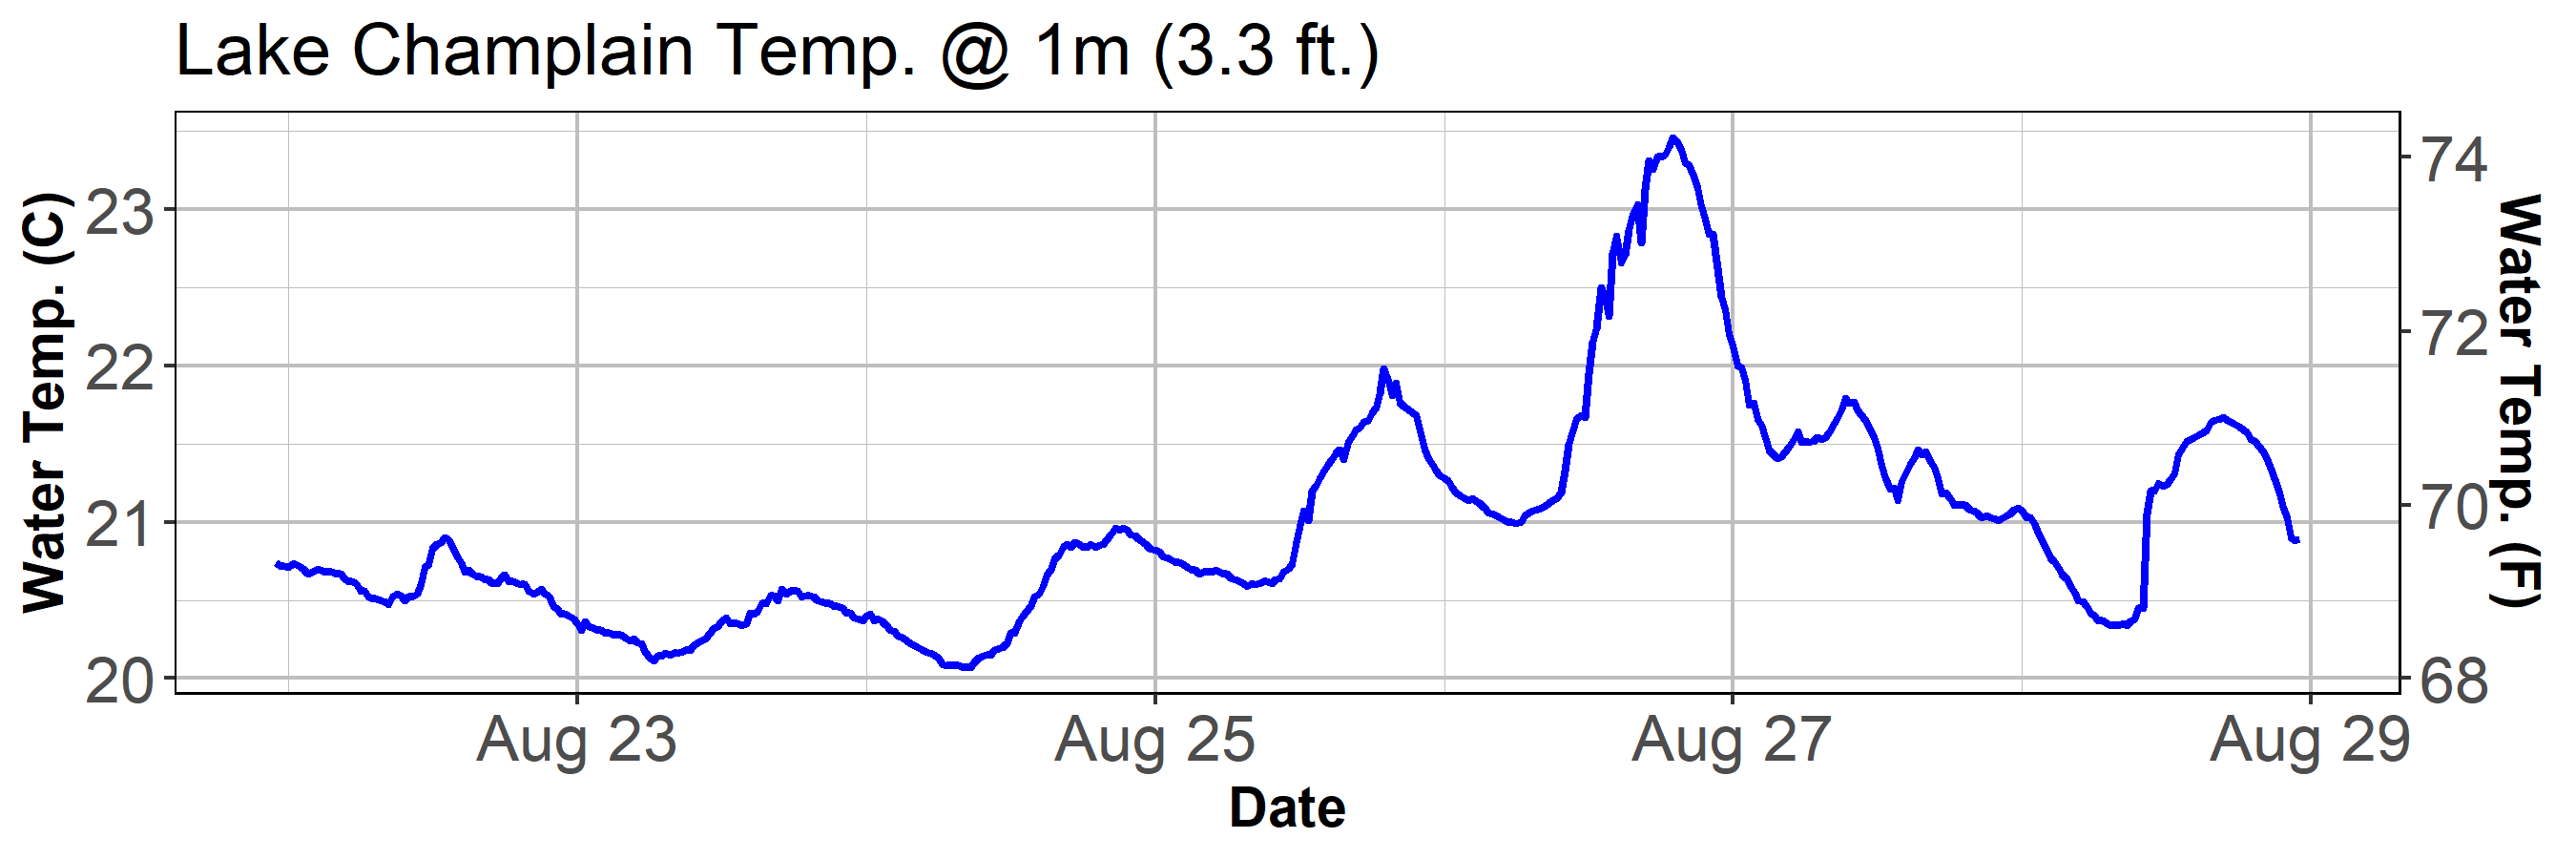 Lake Champlain Temp. @ 1m (3.3 ft.)
Water Temp. (C)
23
22
21
20
74
72
70
68
Water Temp. (F)
Aug 23 Aug 25 Aug 27 Aug 29
Date